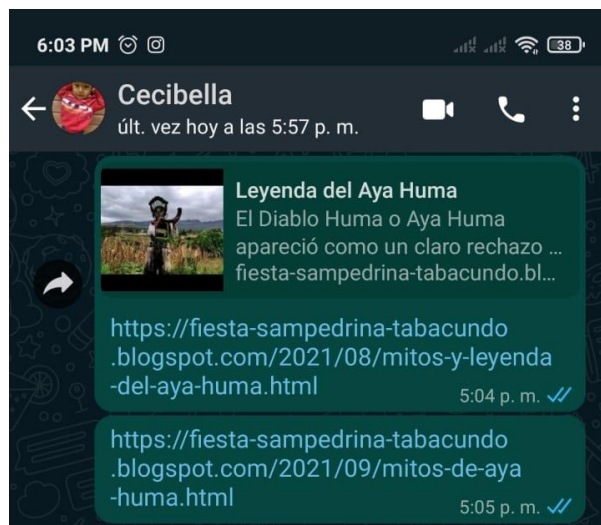 6:03 PM
38
Cecibella
últ. vez hoy a las 5:57 p. m.
Leyenda del Aya Huma
El Diablo Huma o Aya Huma
apareció como un claro rechazo ...
fiesta-sampedrina-tabacundo.bl...
https://fiesta-sampedrina-tabacundo
.blogspot.com/2021/08/mitos-y-leyenda
-del-aya-huma.html
5:04 p. m.
https://fiesta-sampedrina-tabacundo
.blogspot.com/2021/09/mitos-de-aya
-huma.html
5:05 p. m.